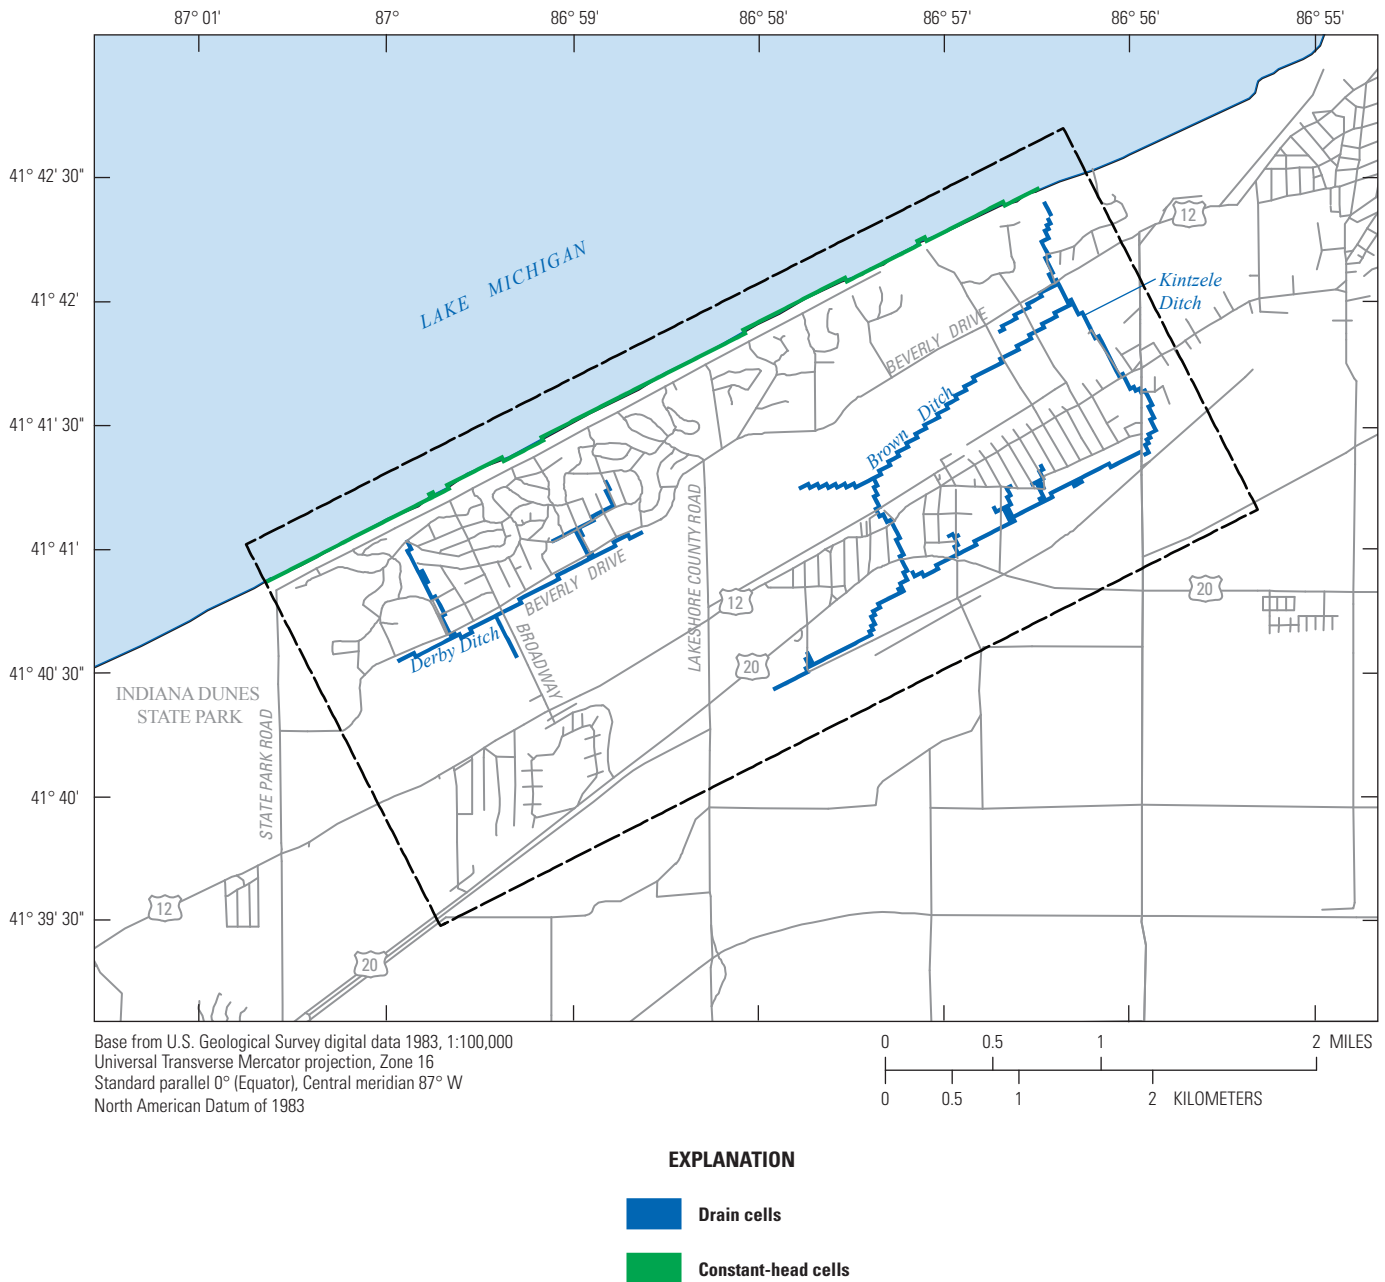 87° 01'
87°
86° 59'
86° 58'
86° 57'
86° 56'
86° 55'
41° 42' 30"
41° 42'
41° 41' 30"
41° 41'
41° 40' 30"
41° 40'
41° 39' 30"
LAKE MICHIGAN
12
Kintzele
Ditch
BEVERLY DRIVE
Brown Ditch
LAKESHORE COUNTY ROAD
BEVERLY DRIVE
12
20
20
BROADWAY
Derby Ditch
INDIANA DUNES
STATE PARK
STATE PARK ROAD
12
20
Base from U.S. Geological Survey digital data 1983, 1:100,000
Universal Transverse Mercator projection, Zone 16
Standard parallel 0° (Equator), Central meridian 87° W
North American Datum of 1983
0 0.5 1 2 MILES
0 0.5 1 2 KILOMETERS
EXPLANATION
Drain cells
Constant-head cells